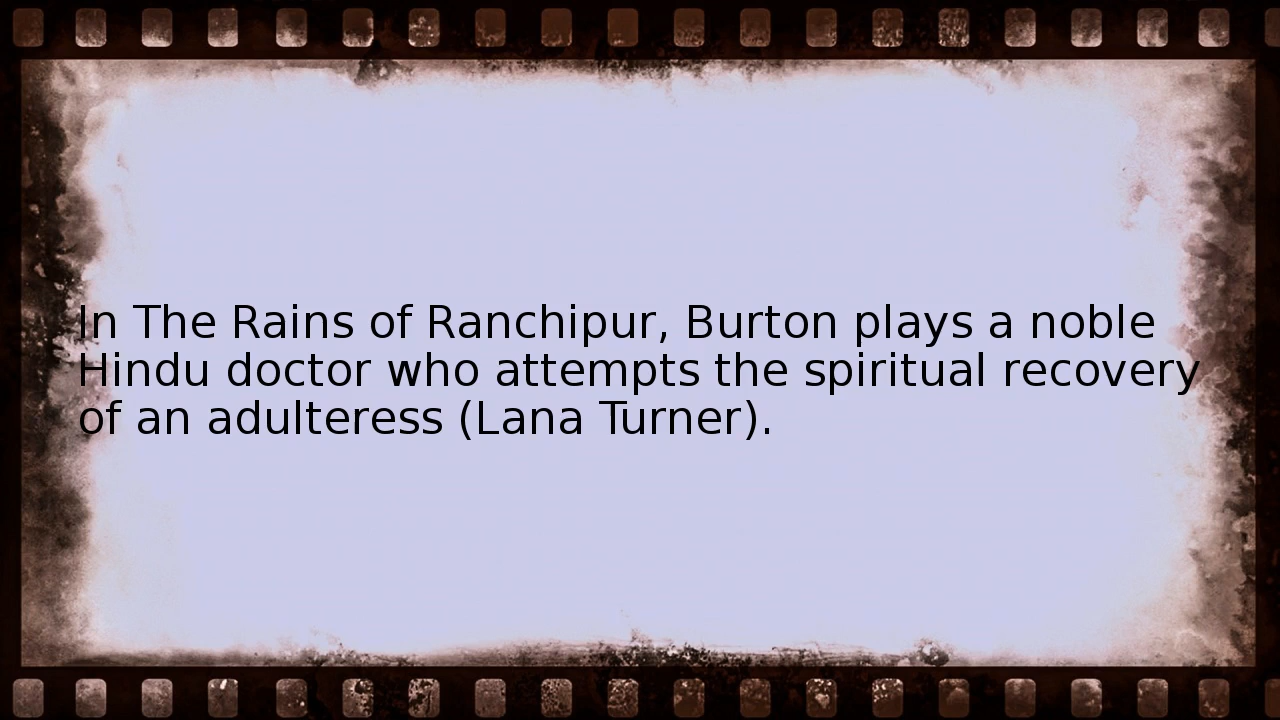 In The Rains of Ranchipur, Burton plays a noble
Hindu doctor who attempts the spiritual recovery
of an adulteress (Lana Turner).